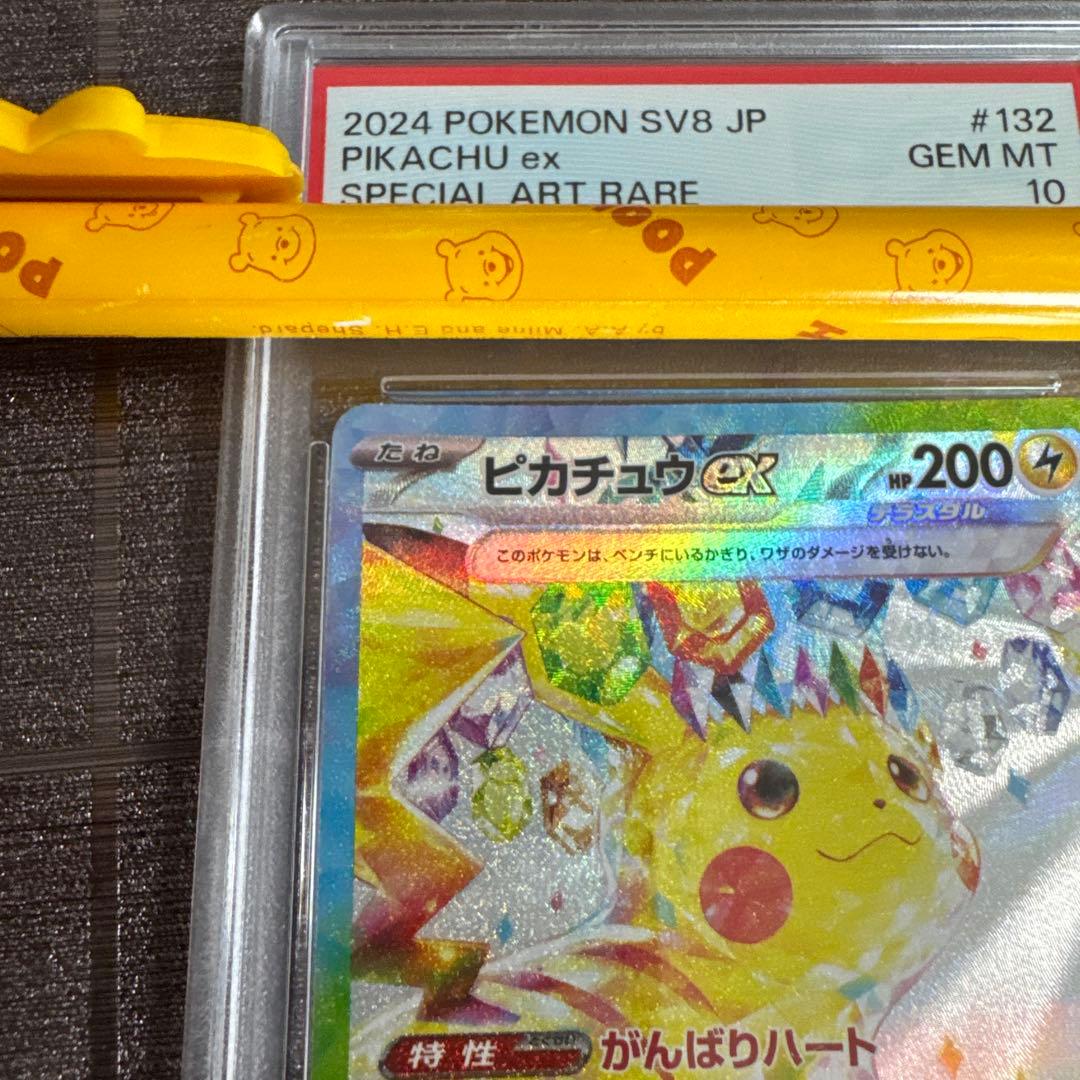 2024 POKEMON SV8 JP #132
PIKACHU ex GEM MT
SPECIAL ART RARE 10
Poo
Poo
H
by A.A. Milne and E.H. Shepard.
たね ピカチュウex HP200
テラスタル
このポケモンは、ベンチにいるかぎり、ワザのダメージを受けない。
特性 がんばりハート